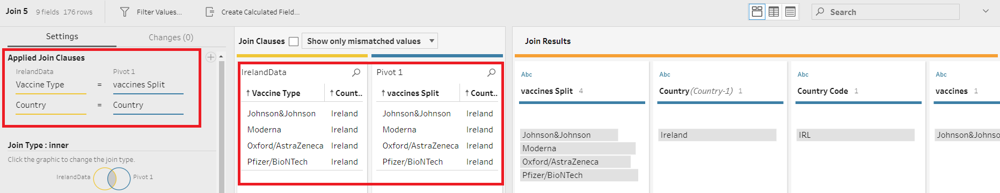 Join 5 9 fields 176 rows Filter Values... Create Calculated Field... Search
Settings Changes (0)
Applied Join Clauses
IrelandData Pivot 1
Vaccine Type = vaccines Split
Country = Country
Join Type : inner
Click the graphic to change the join type.
IrelandData Pivot 1
Join Clauses Show only mismatched values
IrelandData
Vaccine Type Count..
Johnson&Johnson Ireland
Moderna Ireland
Oxford/AstraZeneca Ireland
Pfizer/BioNTech Ireland
Pivot 1
vaccines Split Count..
Johnson&Johnson Ireland
Moderna Ireland
Oxford/AstraZeneca Ireland
Pfizer/BioNTech Ireland
Join Results
Abc
vaccines Split 4
Johnson&Johnson
Moderna
Oxford/AstraZeneca
Pfizer/BioNTech
Abc
Country (Country-1) 1
Ireland
Abc
Country Code 1
IRL
Abc
vaccines 1
Johnson&Johnso